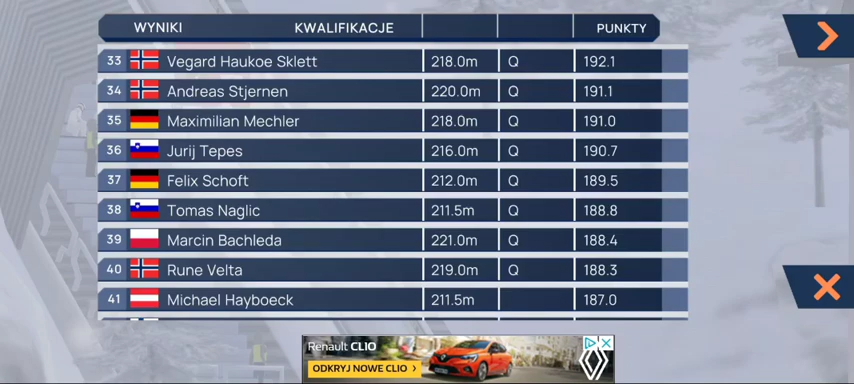 WYNIKI KWALIFIKACJE PUNKTY
33 Vegard Haukoe Sklett 218.0m Q 192.1
34 Andreas Stjernen 220.0m Q 191.1
35 Maximilian Mechler 218.0m Q 191.0
36 Jurij Tepes 216.0m Q 190.7
37 Felix Schoft 212.0m Q 189.5
38 Tomas Naglic 211.5m Q 188.8
39 Marcin Bachleda 221.0m Q 188.4
40 Rune Velta 219.0m Q 188.3
41 Michael Hayboeck 211.5m 187.0
Renault CLIO
ODKRYJ NOWE CLIO >